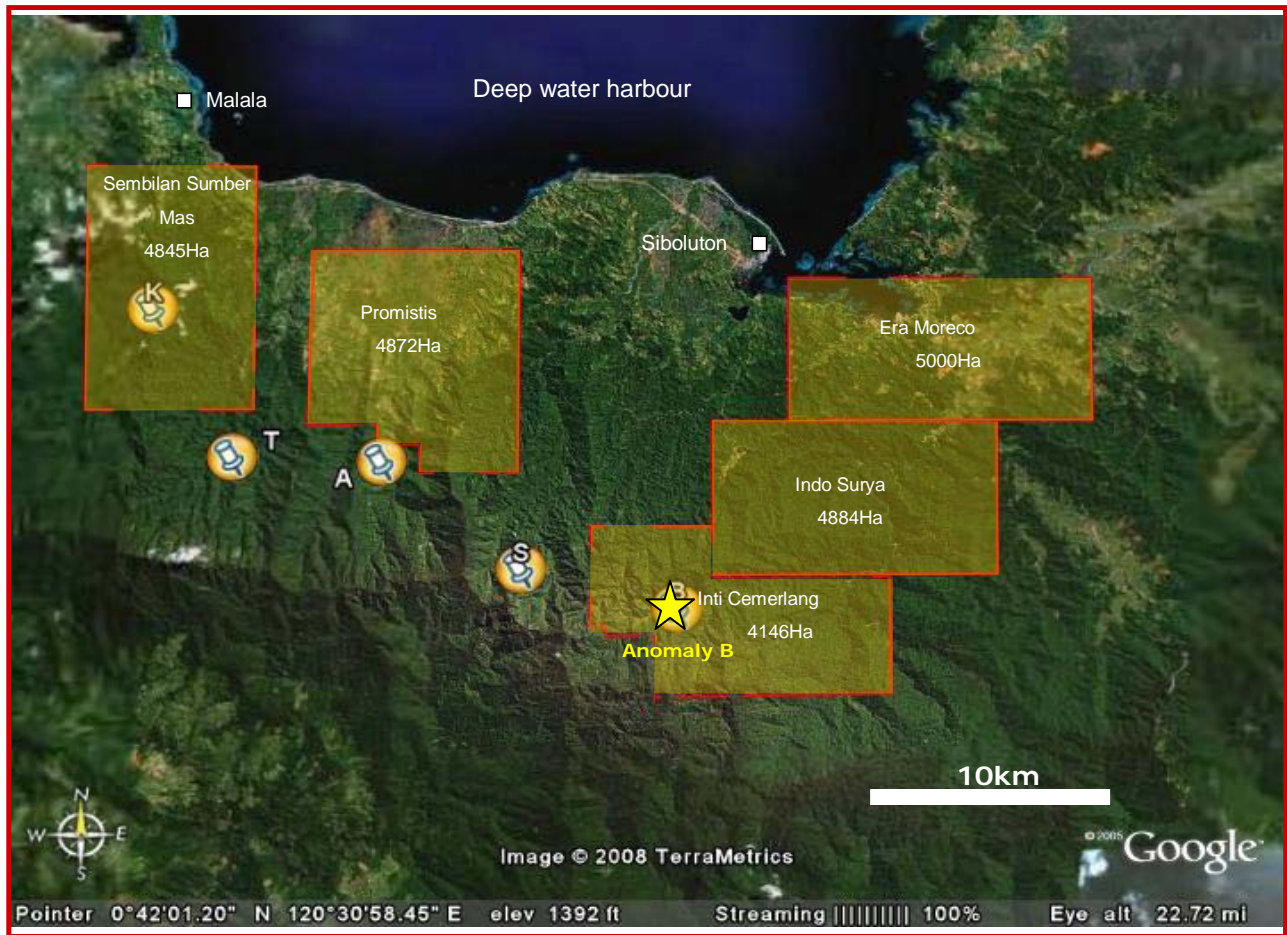 Deep water harbour
Malala
Sembilan Sumber
Mas
4845Ha
Siboluton
K
Promistis
4872Ha
Era Moreco
5000Ha
T
A
Indo Surya
4884Ha
S
B
Inti Cemerlang
4146Ha
Anomaly B
10km
N
W E
S
Image © 2008 TerraMetrics
© 2005 Google
Pointer 0°42'01.20" N 120°30'58.45" E elev 1392 ft Streaming |||||||||| 100% Eye alt 22.72 mi